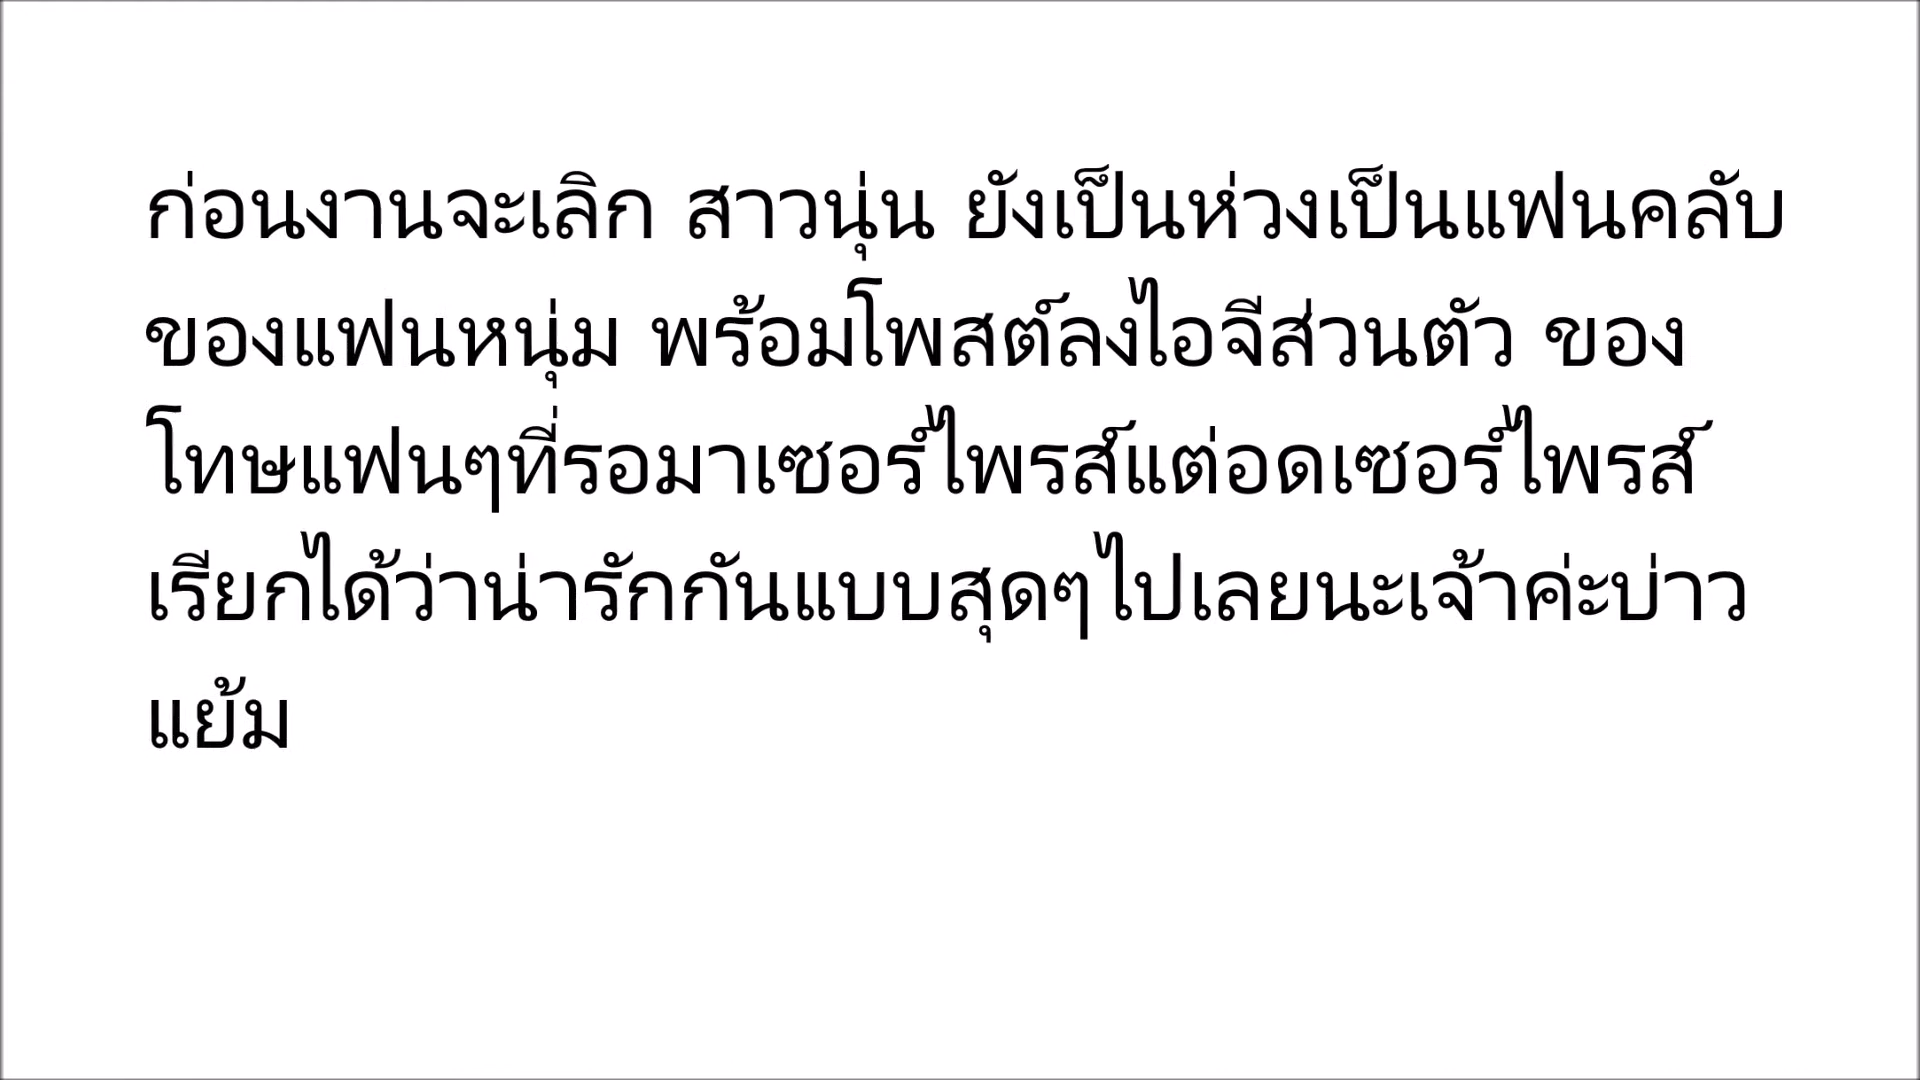 ก่อนงานจะเลิก สาวนุ่น ยังเป็นห่วงเป็นแฟนคลับ
ของแฟนหนุ่ม พร้อมโพสต์ลงไอจีส่วนตัว ของ
โทษแฟนๆที่รอมาเซอร์ไพรส์แต่อดเซอร์ไพรส์
เรียกได้ว่าน่ารักกันแบบสุดๆไปเลยนะเจ้าค่ะบ่าว
แย้ม